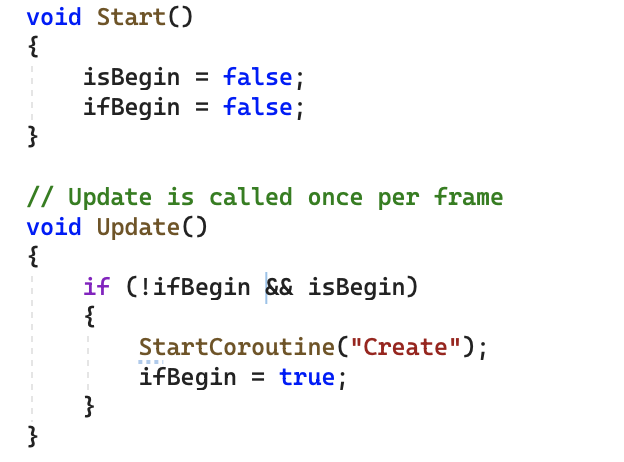 void Start()
{
    isBegin = false;
    ifBegin = false;
}

// Update is called once per frame
void Update()
{
    if (!ifBegin && isBegin)
    {
        StartCoroutine("Create");
        ifBegin = true;
    }
}